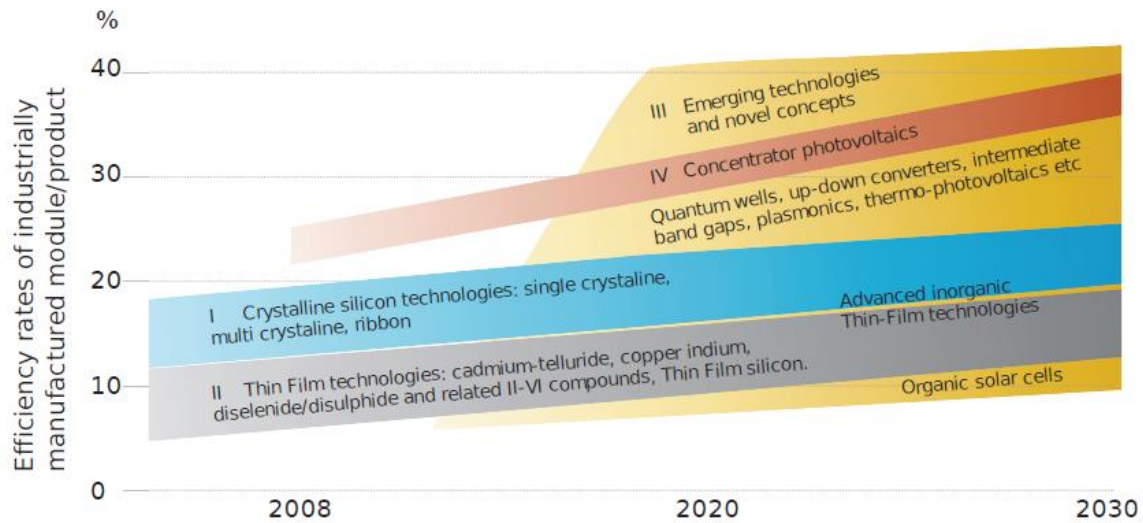 %
40
30
20
10
0
Efficiency rates of industrially
manufactured module/product
III Emerging technologies
and novel concepts
IV Concentrator photovoltaics
Quantum wells, up-down converters, intermediate
band gaps, plasmonics, thermo-photovoltaics etc
I Crystalline silicon technologies: single crystaline,
multi crystaline, ribbon
Advanced inorganic
Thin-Film technologies
II Thin Film technologies: cadmium-telluride, copper indium,
diselenide/disulphide and related II-VI compounds, Thin Film silicon.
Organic solar cells
2008
2020
2030